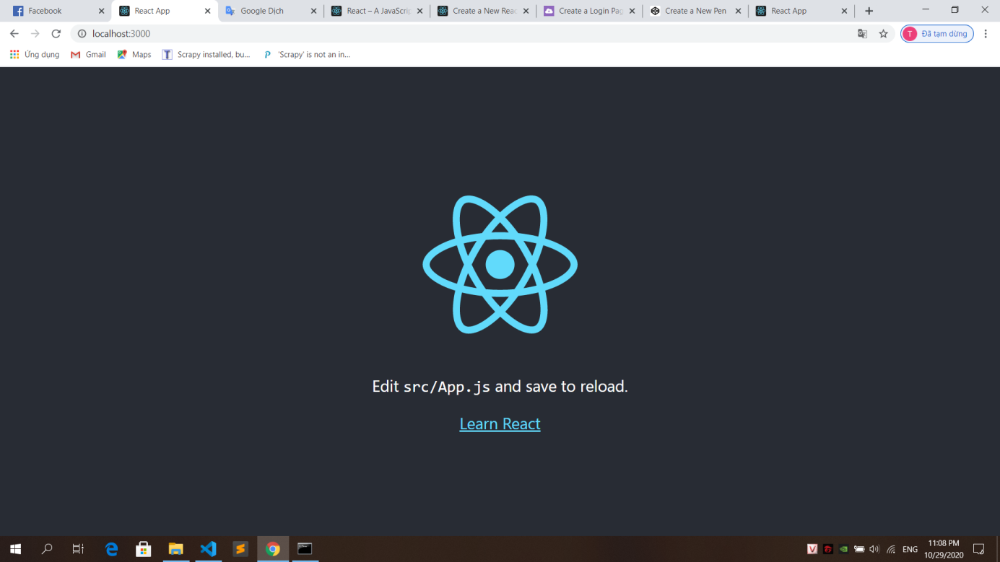 Facebook
React App
Google Dịch
React – A JavaScrip
Create a New Reac
Create a Login Pag
Create a New Pen
React App
localhost:3000
T
Đã tạm dừng
Ứng dụng
Gmail
Maps
Scrapy installed, bu...
'Scrapy' is not an in...
Edit src/App.js and save to reload.
Learn React
ENG
11:08 PM
10/29/2020